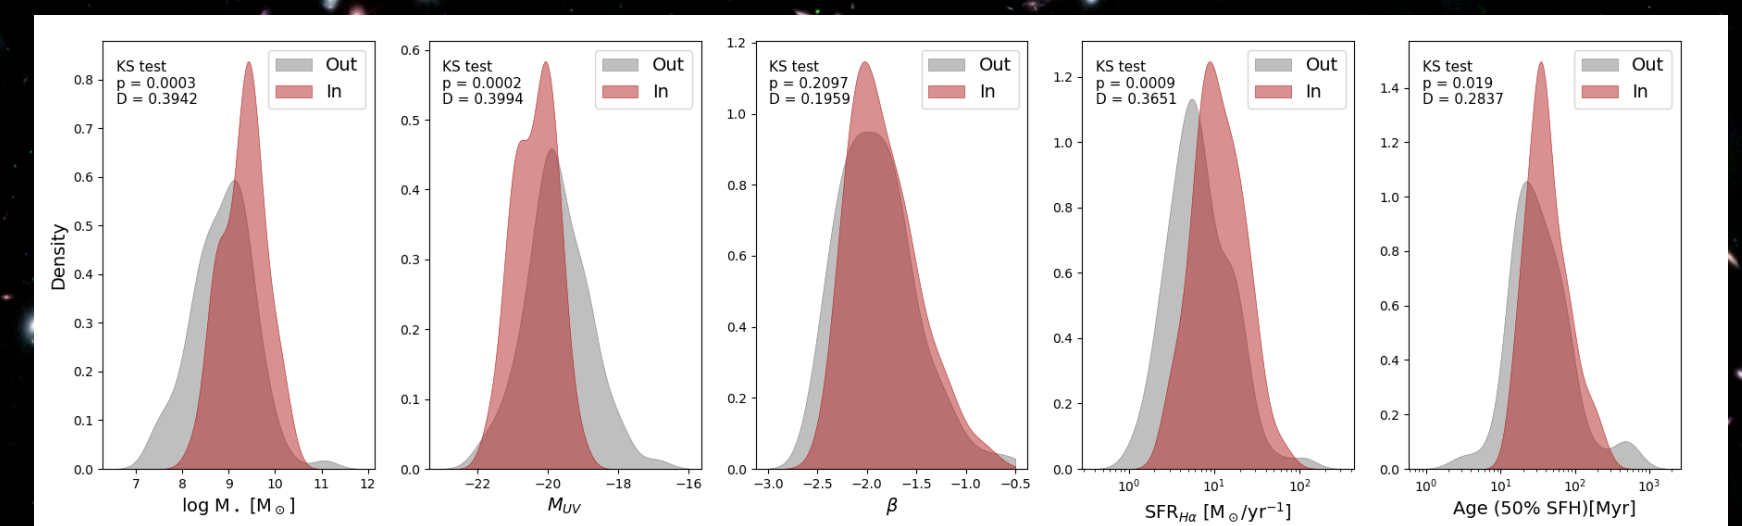 KS test
p = 0.0003
D = 0.3942
Out
In
Density
0.8
0.7
0.6
0.5
0.4
0.3
0.2
0.1
0.0
7 8 9 10 11 12
log M⋆ [M⊙]
KS test
p = 0.0002
D = 0.3994
Out
In
0.6
0.5
0.4
0.3
0.2
0.1
0.0
−22 −20 −18 −16
M_UV
KS test
p = 0.2097
D = 0.1959
Out
In
1.2
1.0
0.8
0.6
0.4
0.2
0.0
−3.0 −2.5 −2.0 −1.5 −1.0 −0.5
β
KS test
p = 0.0009
D = 0.3651
Out
In
1.2
1.0
0.8
0.6
0.4
0.2
0.0
10⁰ 10¹ 10²
SFR_Hα [M⊙/yr⁻¹]
KS test
p = 0.019
D = 0.2837
Out
In
1.4
1.2
1.0
0.8
0.6
0.4
0.2
0.0
10⁰ 10¹ 10² 10³
Age (50% SFH)[Myr]